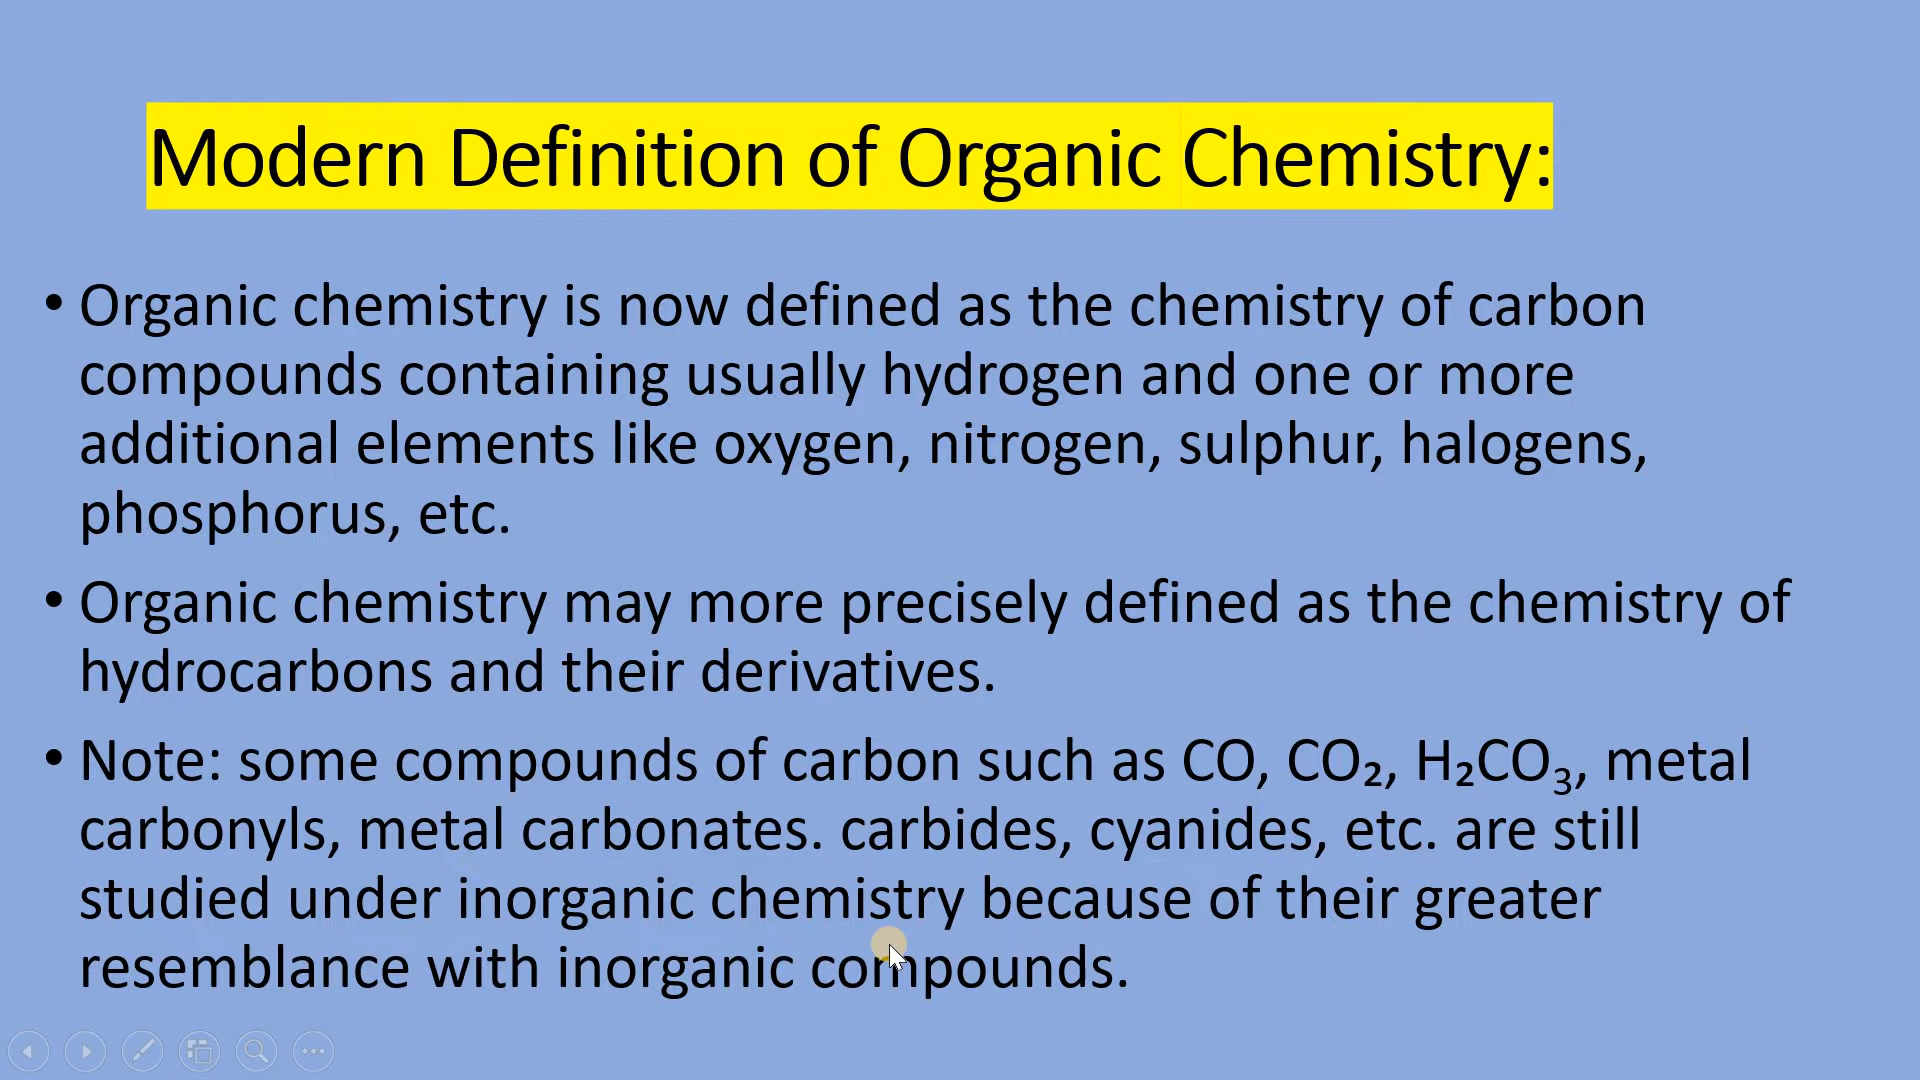 Modern Definition of Organic Chemistry:
• Organic chemistry is now defined as the chemistry of carbon
compounds containing usually hydrogen and one or more
additional elements like oxygen, nitrogen, sulphur, halogens,
phosphorus, etc.
• Organic chemistry may more precisely defined as the chemistry of
hydrocarbons and their derivatives.
• Note: some compounds of carbon such as CO, CO₂, H₂CO₃, metal
carbonyls, metal carbonates. carbides, cyanides, etc. are still
studied under inorganic chemistry because of their greater
resemblance with inorganic compounds.